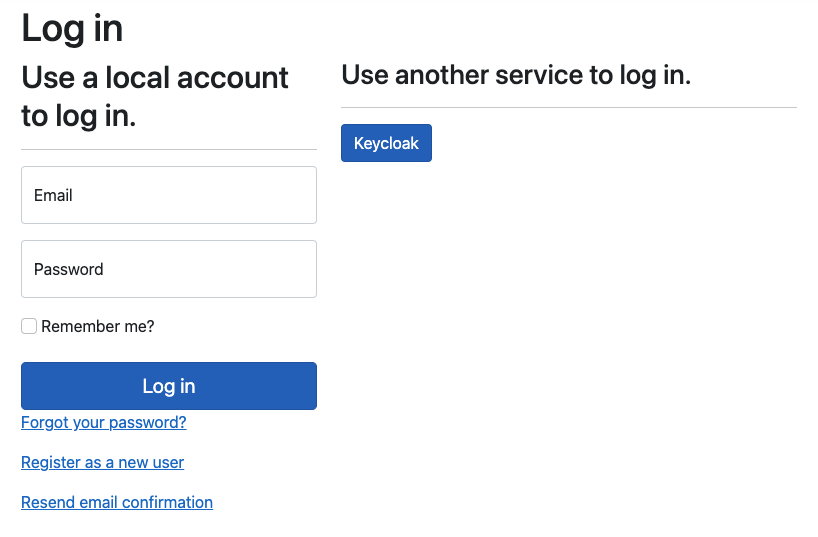 Log in
Use a local account
to log in.
Email
Password
Remember me?
Log in
Forgot your password?
Register as a new user
Resend email confirmation
Use another service to log in.
Keycloak